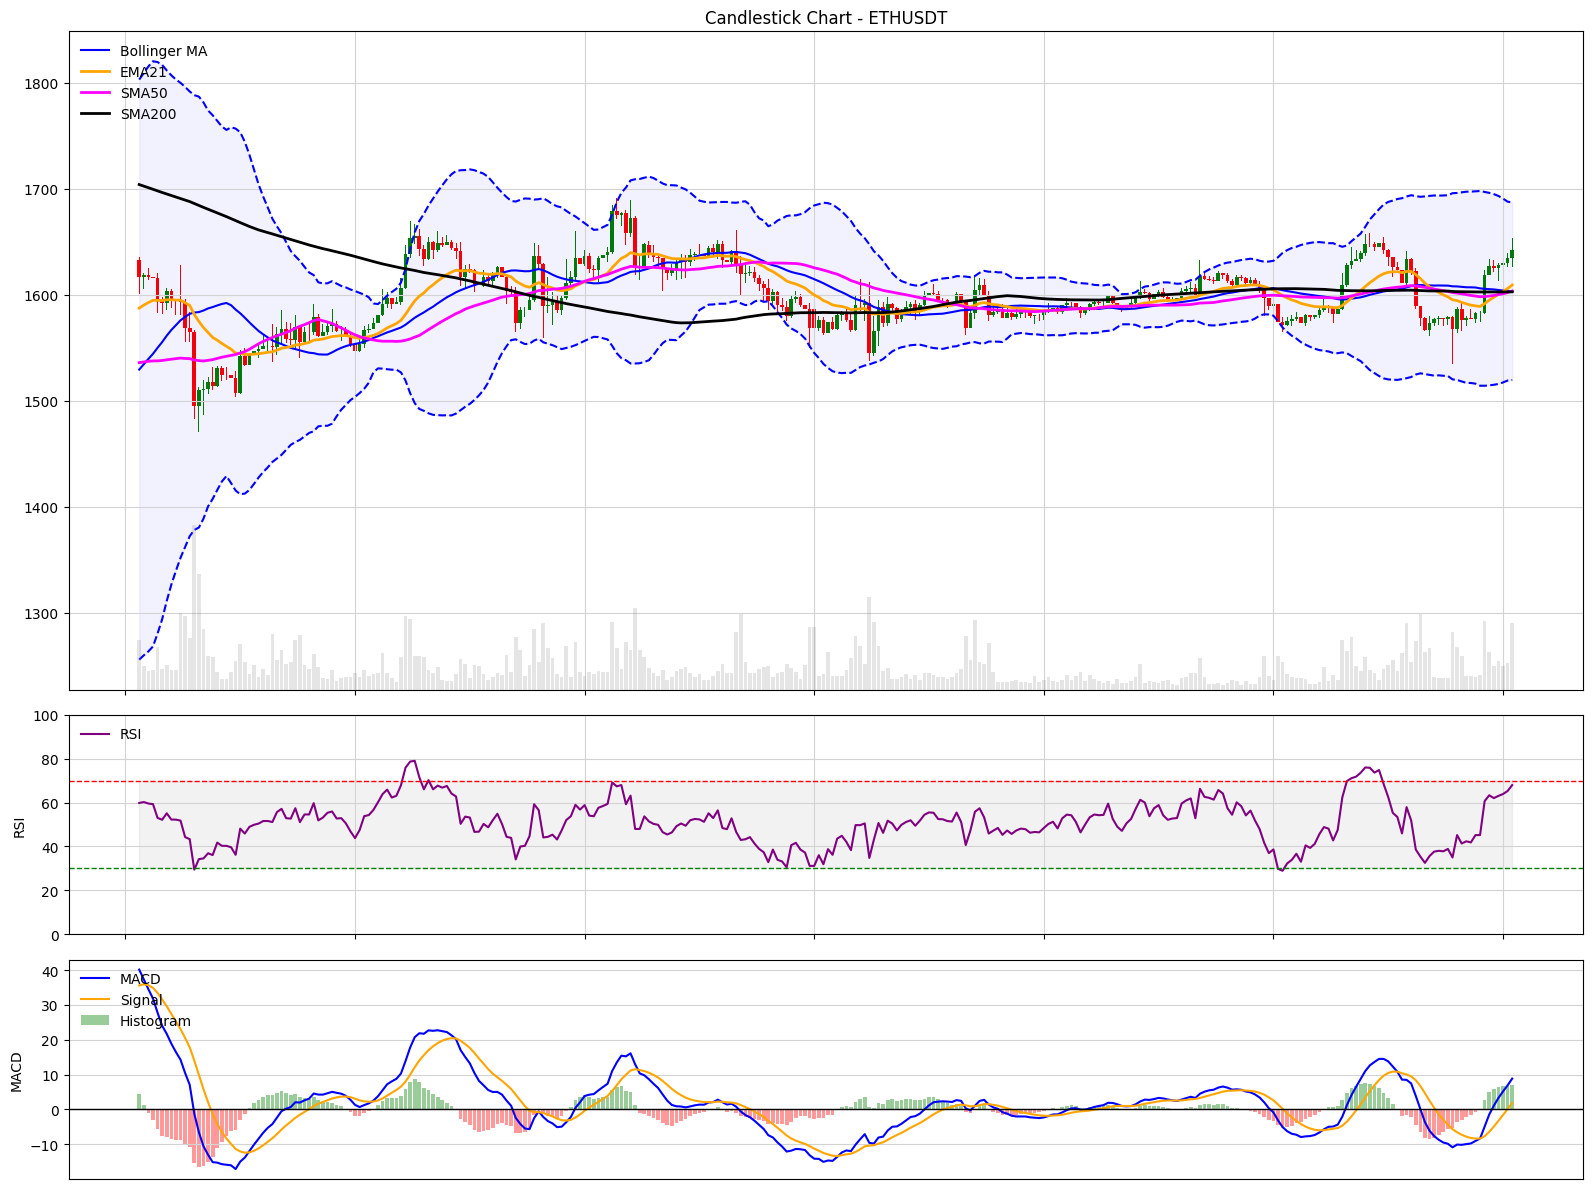 Candlestick Chart - ETHUSDT
Bollinger MA
EMA21
SMA50
SMA200
1800
1700
1600
1500
1400
1300
RSI
100
80
60
40
20
0
RSI
MACD
Signal
Histogram
40
30
20
10
0
−10
MACD